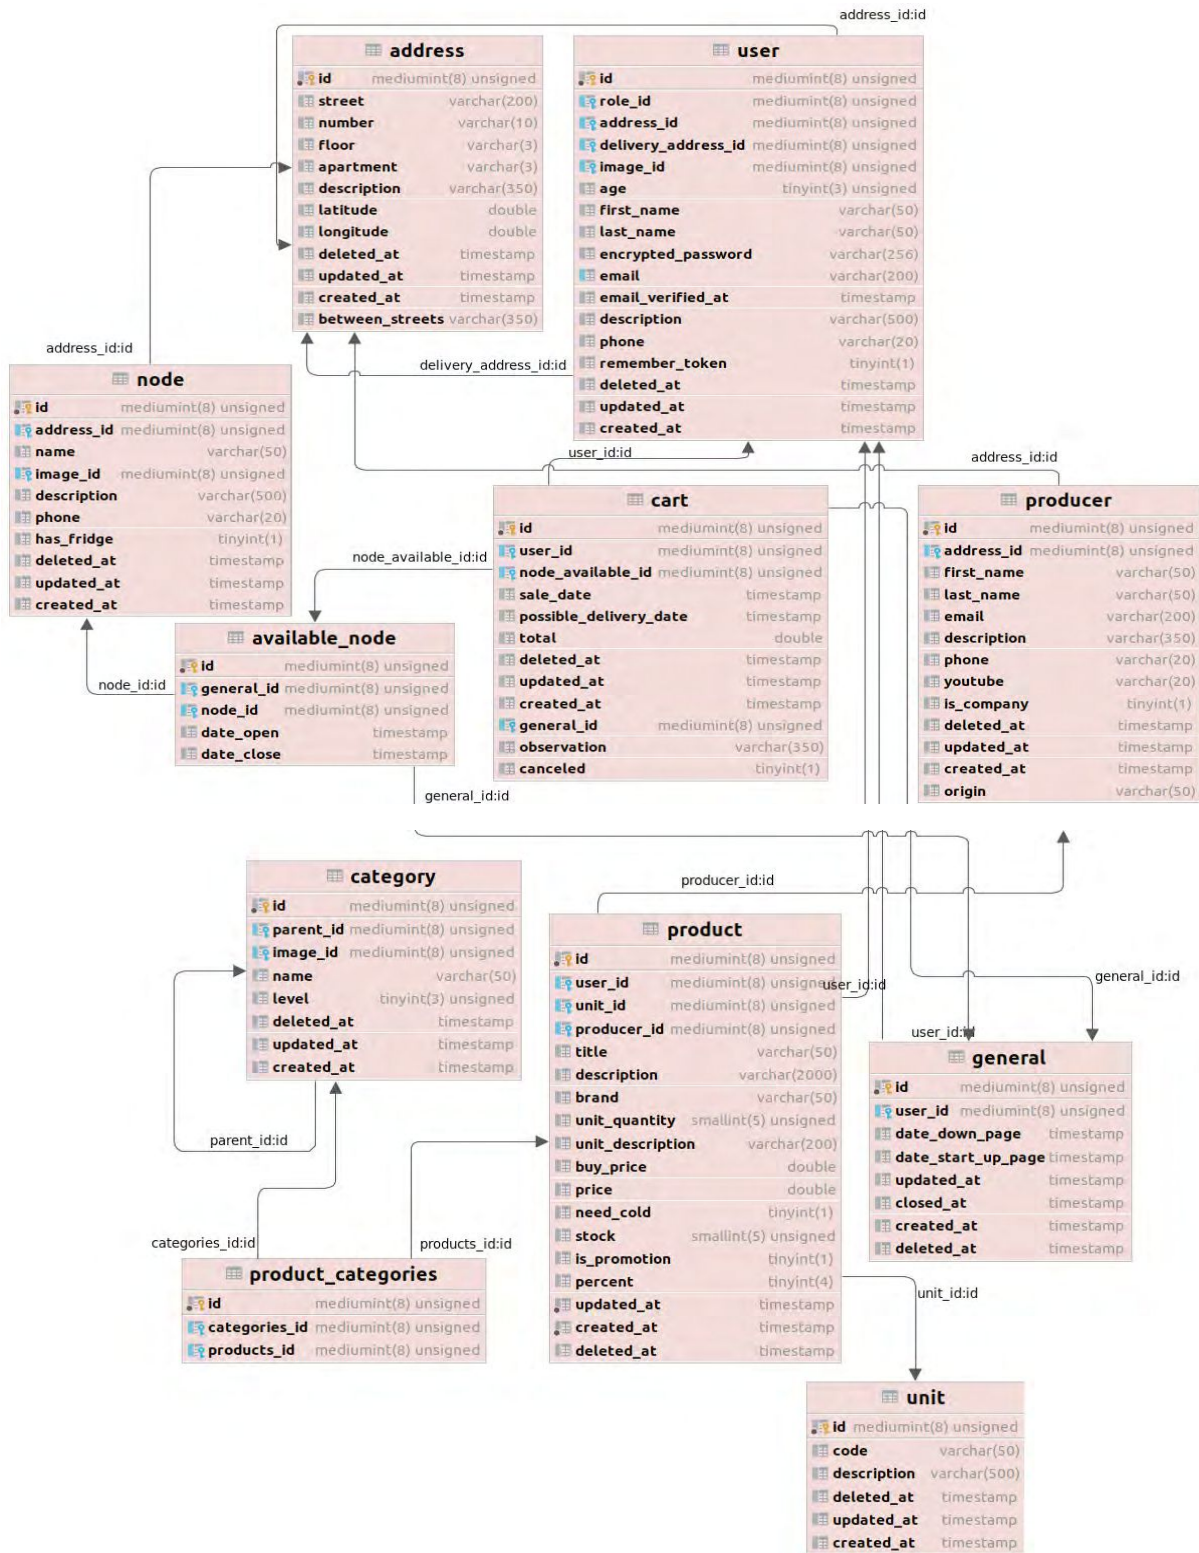 address_id:id
address
id mediumint(8) unsigned
street varchar(200)
number varchar(10)
floor varchar(3)
apartment varchar(3)
description varchar(350)
latitude double
longitude double
deleted_at timestamp
updated_at timestamp
created_at timestamp
between_streets varchar(350)
user
id mediumint(8) unsigned
role_id mediumint(8) unsigned
address_id mediumint(8) unsigned
delivery_address_id mediumint(8) unsigned
image_id mediumint(8) unsigned
age tinyint(3) unsigned
first_name varchar(50)
last_name varchar(50)
encrypted_password varchar(256)
email varchar(200)
email_verified_at timestamp
description varchar(500)
phone varchar(20)
remember_token tinyint(1)
deleted_at timestamp
updated_at timestamp
created_at timestamp
address_id:id
delivery_address_id:id
node
id mediumint(8) unsigned
address_id mediumint(8) unsigned
name varchar(50)
image_id mediumint(8) unsigned
description varchar(500)
phone varchar(20)
has_fridge tinyint(1)
deleted_at timestamp
updated_at timestamp
created_at timestamp
user_id:id
address_id:id
cart
id mediumint(8) unsigned
user_id mediumint(8) unsigned
node_available_id mediumint(8) unsigned
sale_date timestamp
possible_delivery_date timestamp
total double
deleted_at timestamp
updated_at timestamp
created_at timestamp
general_id mediumint(8) unsigned
observation varchar(350)
canceled tinyint(1)
producer
id mediumint(8) unsigned
address_id mediumint(8) unsigned
first_name varchar(50)
last_name varchar(50)
email varchar(200)
description varchar(350)
phone varchar(20)
youtube varchar(20)
is_company tinyint(1)
deleted_at timestamp
updated_at timestamp
created_at timestamp
origin varchar(50)
node_available_id:id
available_node
id mediumint(8) unsigned
general_id mediumint(8) unsigned
node_id mediumint(8) unsigned
date_open timestamp
date_close timestamp
node_id:id
general_id:id
category
id mediumint(8) unsigned
parent_id mediumint(8) unsigned
image_id mediumint(8) unsigned
name varchar(50)
level tinyint(3) unsigned
deleted_at timestamp
updated_at timestamp
created_at timestamp
parent_id:id
producer_id:id
product
id mediumint(8) unsigned
user_id mediumint(8) unsigned
unit_id mediumint(8) unsigned
producer_id mediumint(8) unsigned
title varchar(50)
description varchar(2000)
brand varchar(50)
unit_quantity smallint(5) unsigned
unit_description varchar(200)
buy_price double
price double
need_cold tinyint(1)
stock smallint(5) unsigned
is_promotion tinyint(1)
percent tinyint(4)
updated_at timestamp
created_at timestamp
deleted_at timestamp
user_id:id
general_id:id
user_id:id
general
id mediumint(8) unsigned
user_id mediumint(8) unsigned
date_down_page timestamp
date_start_up_page timestamp
updated_at timestamp
closed_at timestamp
created_at timestamp
deleted_at timestamp
categories_id:id
products_id:id
product_categories
id mediumint(8) unsigned
categories_id mediumint(8) unsigned
products_id mediumint(8) unsigned
unit_id:id
unit
id mediumint(8) unsigned
code varchar(50)
description varchar(500)
deleted_at timestamp
updated_at timestamp
created_at timestamp